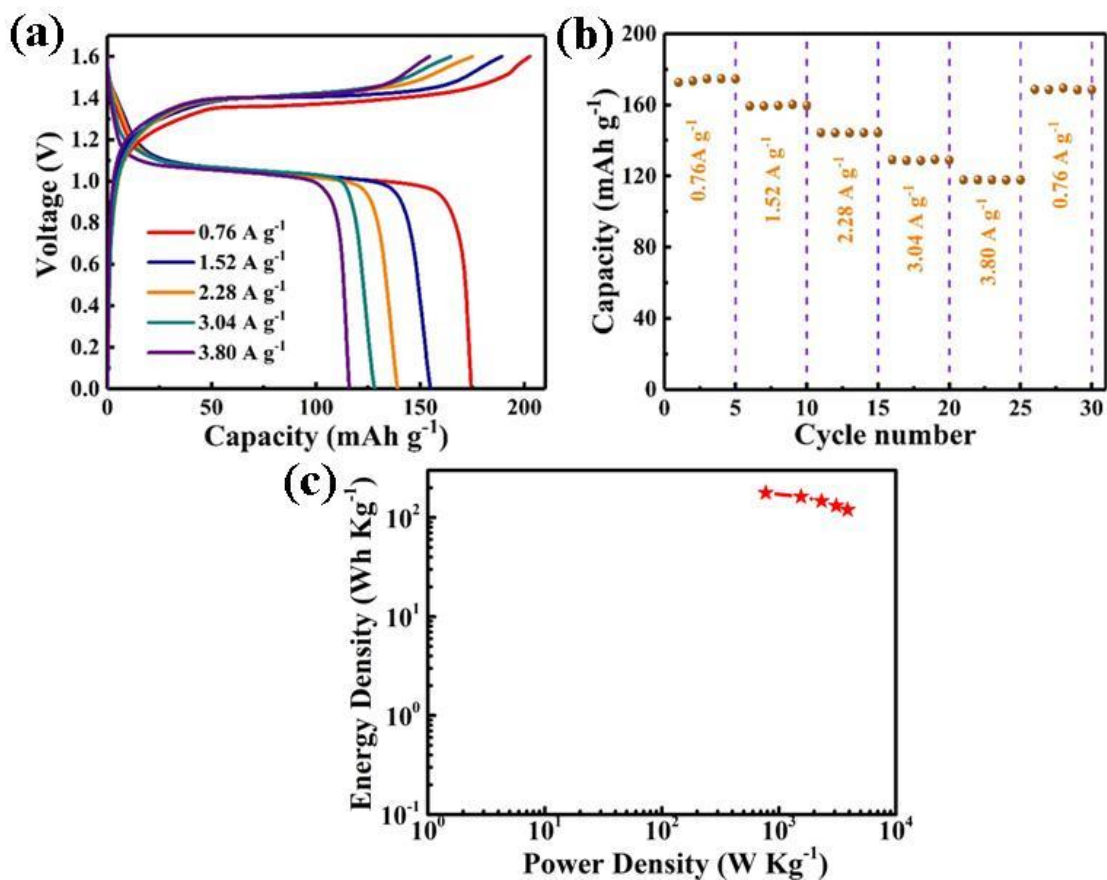 (a)
Voltage (V)
1.6
1.4
1.2
1.0
0.8
0.6
0.4
0.2
0.0
0.76 A g⁻¹
1.52 A g⁻¹
2.28 A g⁻¹
3.04 A g⁻¹
3.80 A g⁻¹
0
50
100
150
200
Capacity (mAh g⁻¹)
(b)
Capacity (mAh g⁻¹)
200
160
120
80
40
0
0.76A g⁻¹
1.52 A g⁻¹
2.28 A g⁻¹
3.04 A g⁻¹
3.80 A g⁻¹
0.76 A g⁻¹
0
5
10
15
20
25
30
Cycle number
(c)
Energy Density (Wh Kg⁻¹)
10²
10¹
10⁰
10⁻¹
10⁰
10¹
10²
10³
10⁴
Power Density (W Kg⁻¹)